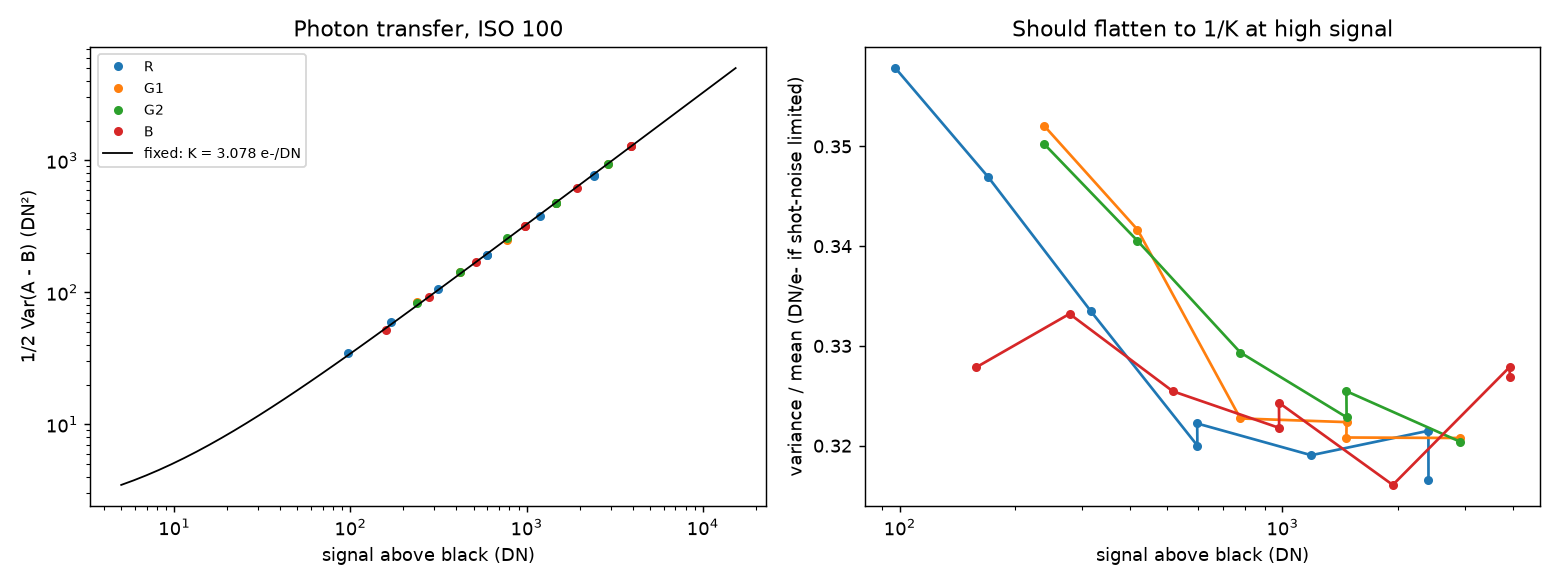 Photon transfer, ISO 100
R
G1
G2
B
fixed: K = 3.078 e-/DN
1/2 Var(A - B) (DN²)
10³
10²
10¹
10¹ 10² 10³ 10⁴
signal above black (DN)
Should flatten to 1/K at high signal
variance / mean (DN/e- if shot-noise limited)
0.35
0.34
0.33
0.32
10² 10³
signal above black (DN)